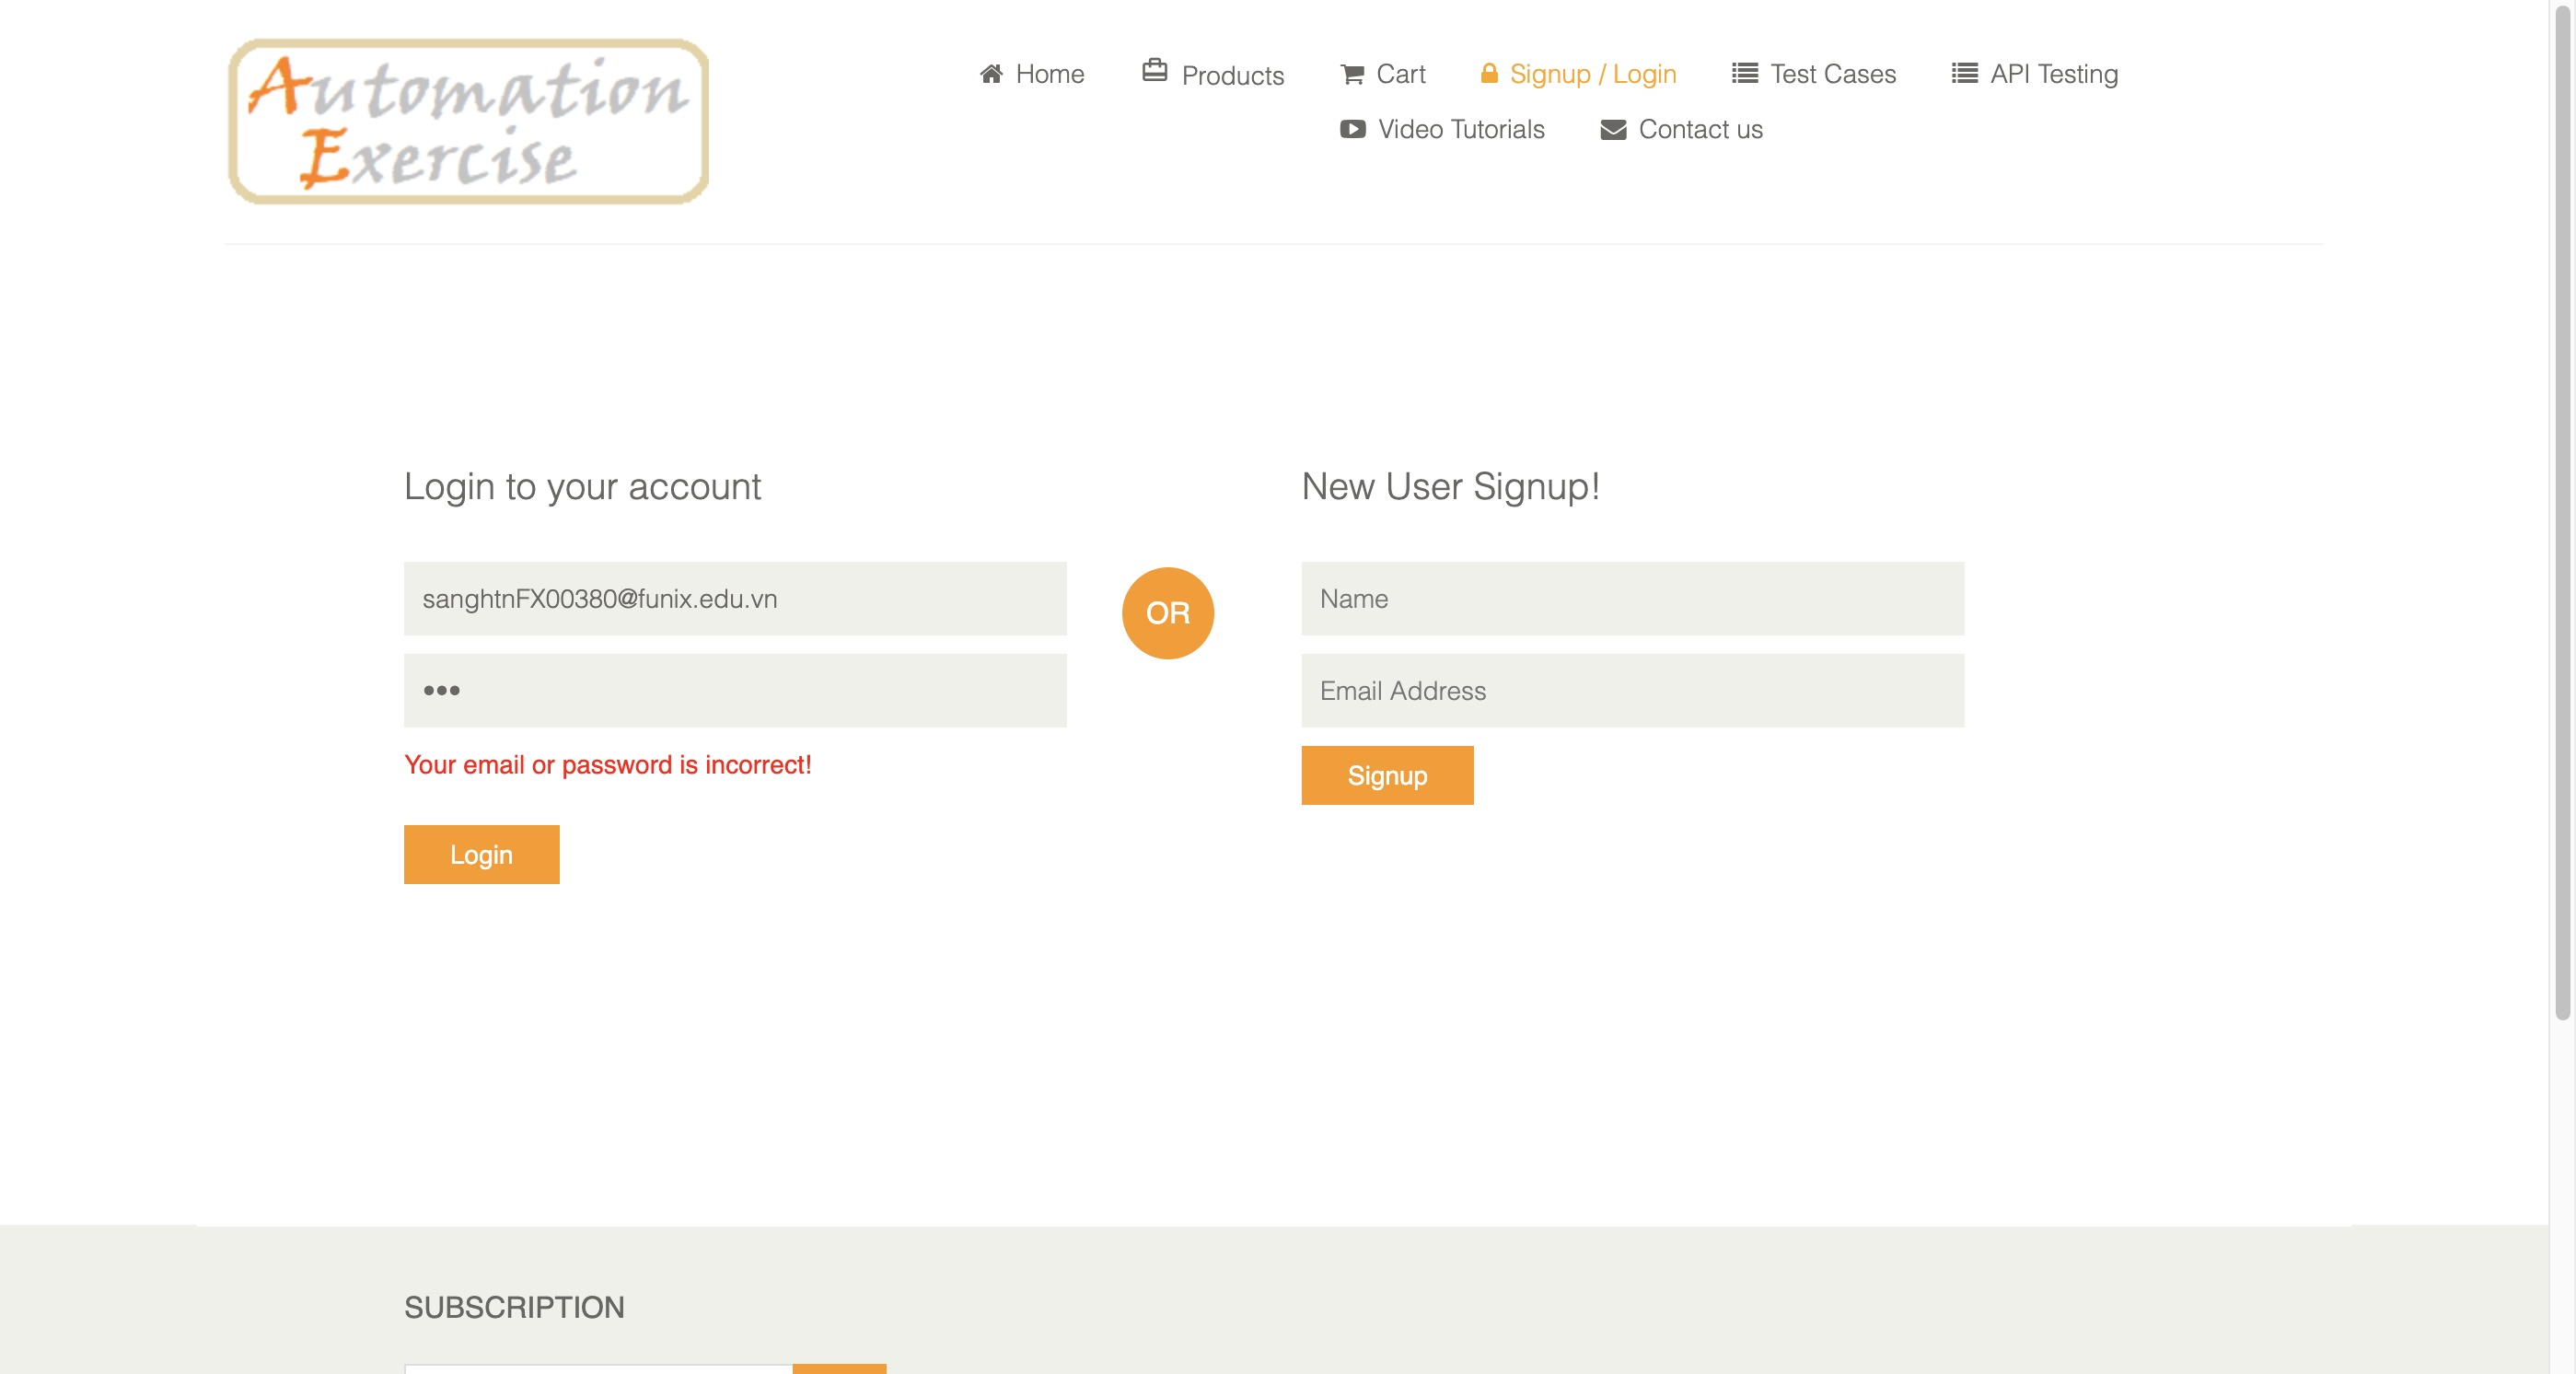 Automation
Exercise
Home Products Cart Signup / Login Test Cases API Testing
Video Tutorials Contact us
Login to your account
sanghtnFX00380@funix.edu.vn
•••
Your email or password is incorrect!
Login
OR
New User Signup!
Name
Email Address
Signup
SUBSCRIPTION